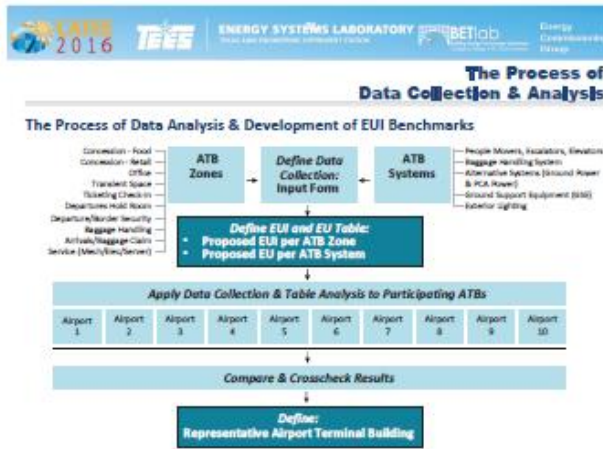 2016
TEES
ENERGY SYSTEMS LABORATORY
BETlab
Energy
Group
The Process of
Data Collection & Analysis
The Process of Data Analysis & Development of EUI Benchmarks
Concession - Food
Concession - Retail
Office
Transient Space
Ticketing Check-in
Departures Hold Room
Departure/Border Security
Baggage Handling
Arrivals/Baggage Claim
Service (Mech/Elec/Server)
ATB
Zones
Define Data
Collection:
Input Form
ATB
Systems
People Movers, Escalators, Elevators
Baggage Handling System
Alternative Systems (Ground Power
& PCA Power)
Ground Support Equipment (GSE)
Exterior Lighting
Define EUI and EU Table:
• Proposed EUI per ATB Zone
• Proposed EU per ATB System
Apply Data Collection & Table Analysis to Participating ATBs
Airport 1
Airport 2
Airport 3
Airport 4
Airport 5
Airport 6
Airport 7
Airport 8
Airport 9
Airport 10
Compare & Crosscheck Results
Define:
Representative Airport Terminal Building